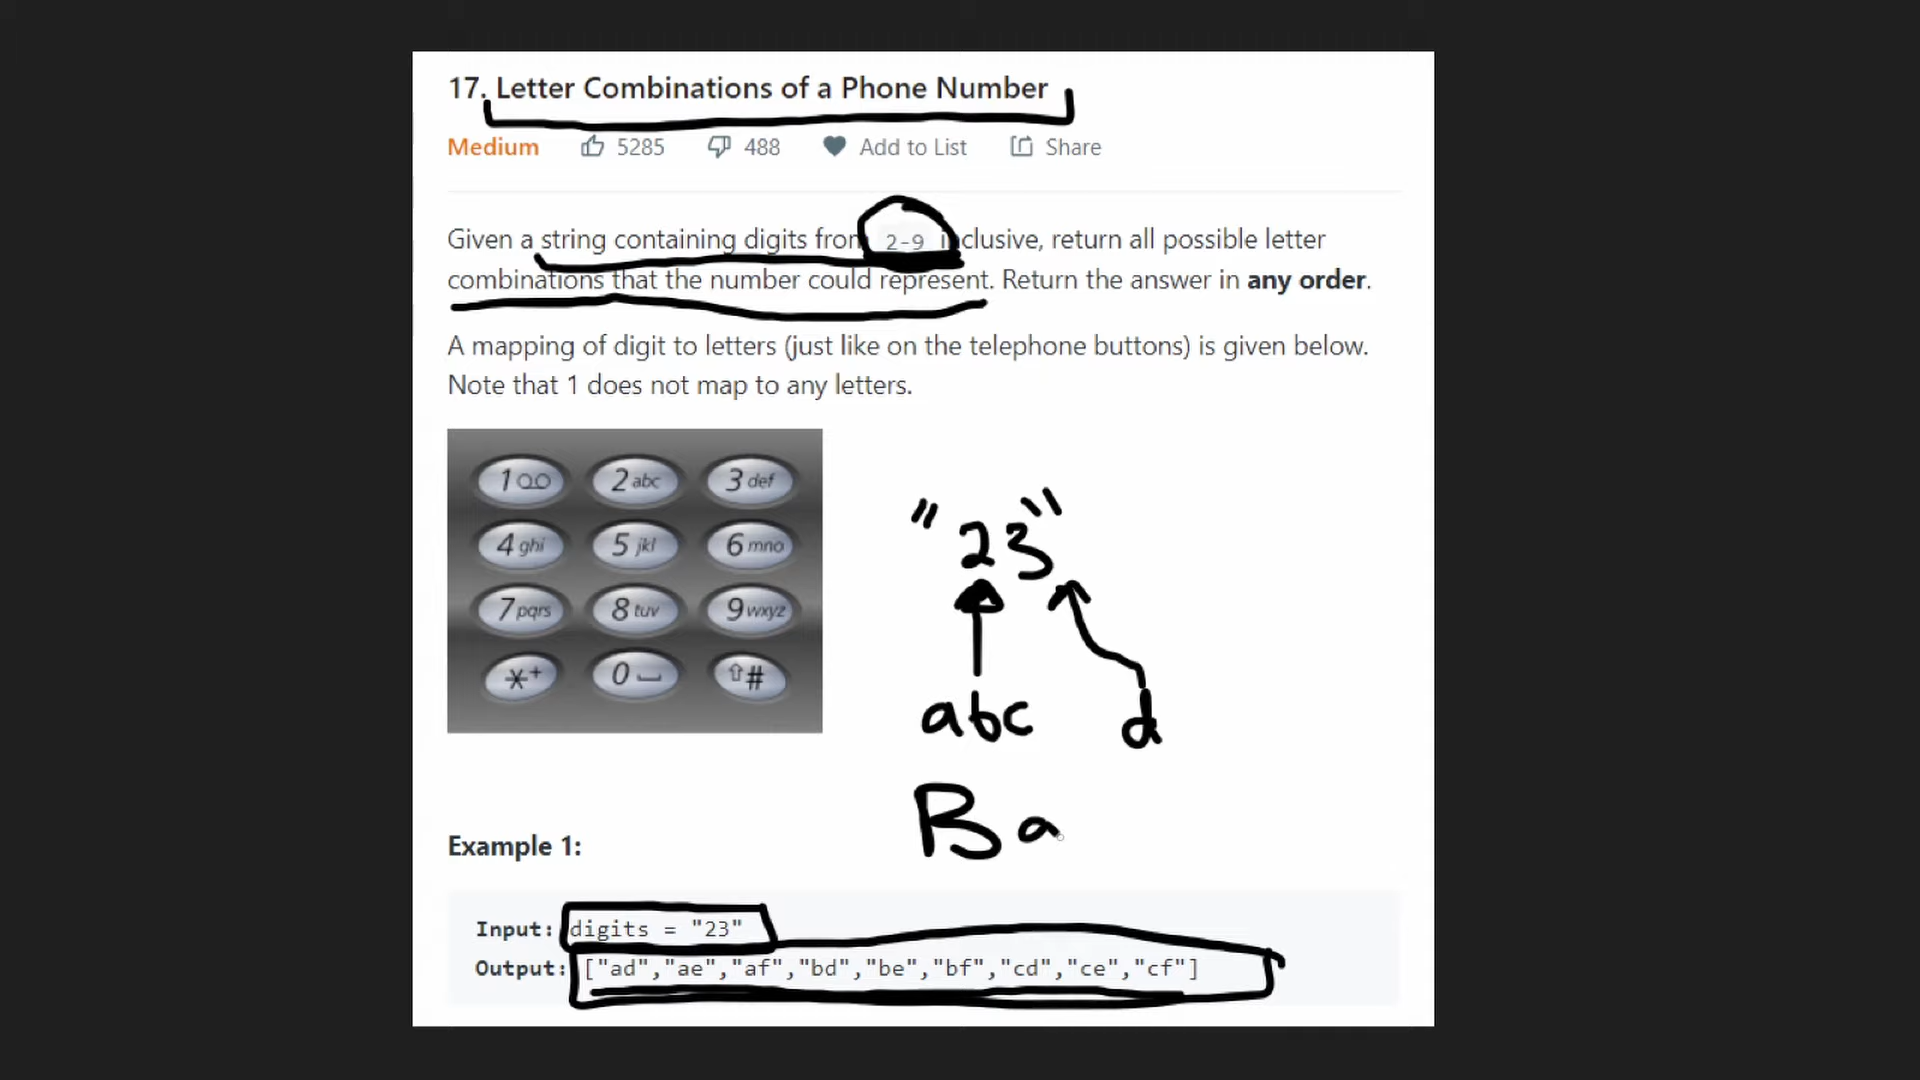 17. Letter Combinations of a Phone Number
Medium 5285 488 Add to List Share
Given a string containing digits from 2-9 inclusive, return all possible letter
combinations that the number could represent. Return the answer in any order.
A mapping of digit to letters (just like on the telephone buttons) is given below.
Note that 1 does not map to any letters.
1 2 abc 3 def
4 ghi 5 jkl 6 mno
7 pqrs 8 tuv 9 wxyz
*+ 0 #
"23"
abc d
Ba
Example 1:
Input: digits = "23"
Output: ["ad","ae","af","bd","be","bf","cd","ce","cf"]